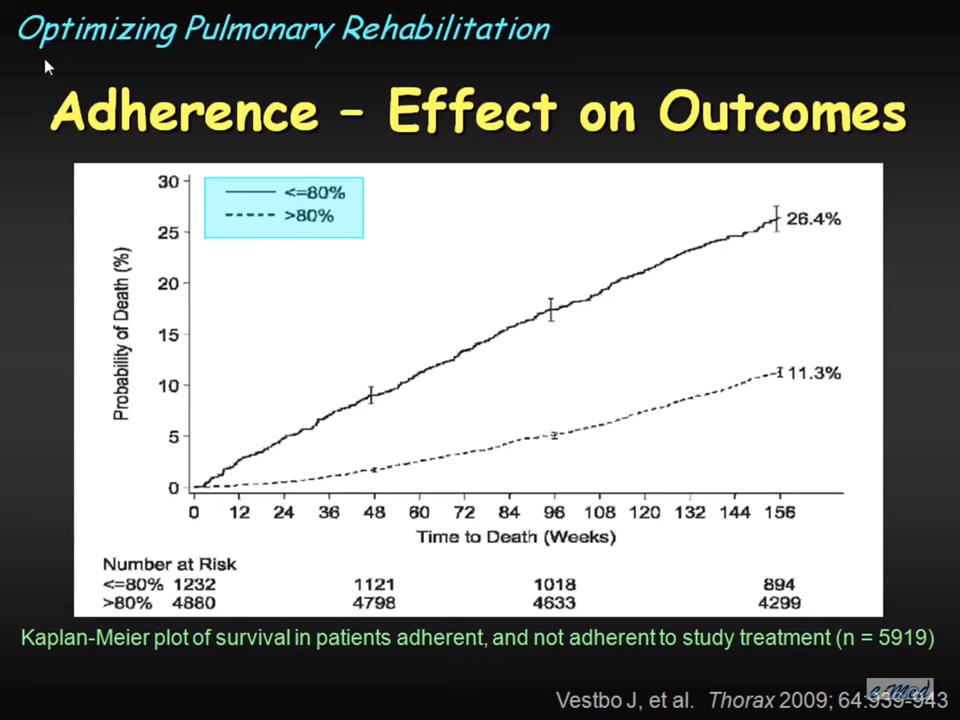 Optimizing Pulmonary Rehabilitation
Adherence – Effect on Outcomes
<=80%
>80%
30
25
20
15
10
5
0
Probability of Death (%)
26.4%
11.3%
0 12 24 36 48 60 72 84 96 108 120 132 144 156
Time to Death (Weeks)
Number at Risk
<=80% 1232 1121 1018 894
>80% 4880 4798 4633 4299
Kaplan-Meier plot of survival in patients adherent, and not adherent to study treatment (n = 5919)
e-Med
Vestbo J, et al. Thorax 2009; 64:939-943